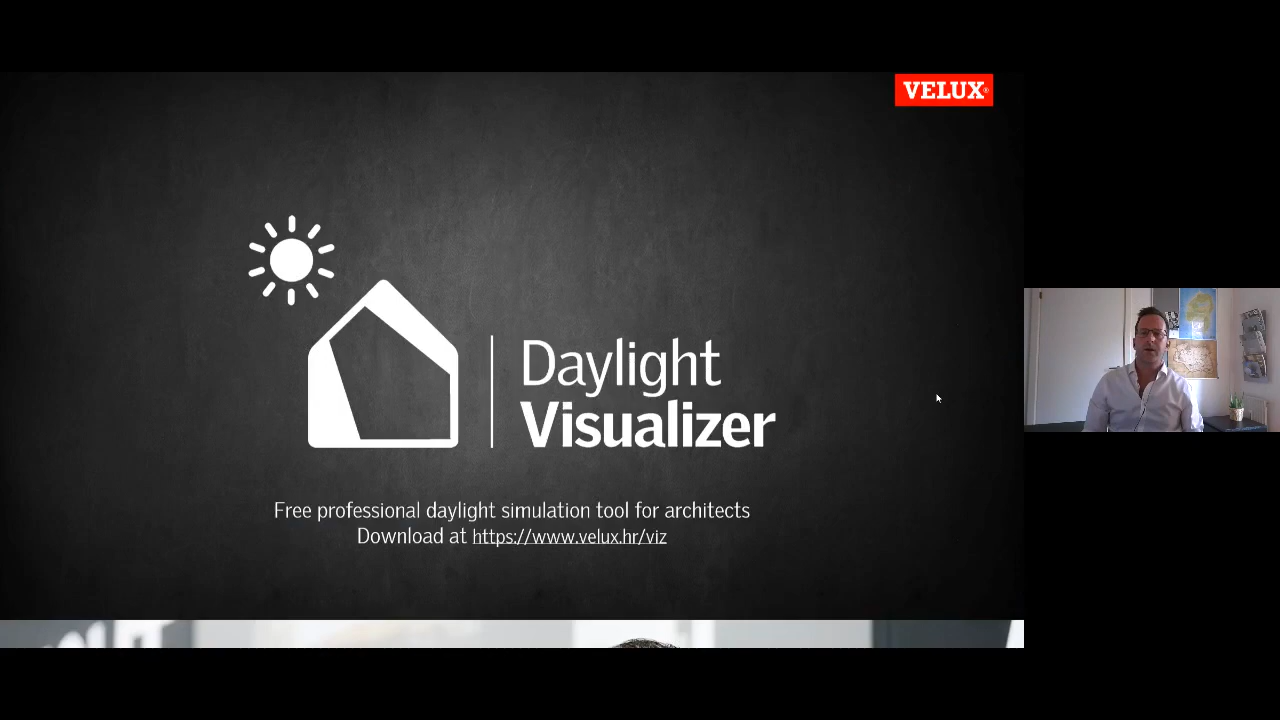 VELUX®
Daylight
Visualizer
Free professional daylight simulation tool for architects
Download at https://www.velux.hr/viz